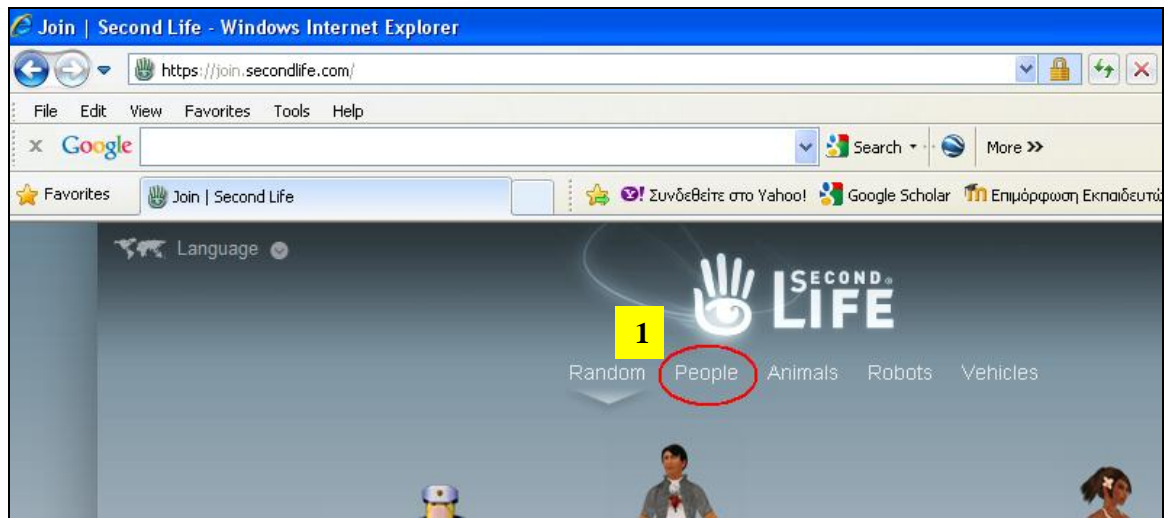 Join | Second Life - Windows Internet Explorer
https://join.secondlife.com/
File Edit View Favorites Tools Help
x Google Search More >>
Favorites Join | Second Life Συνδεθείτε στο Yahoo! Google Scholar Επιμόρφωση Εκπαιδευτώ
Language
SECOND®
LIFE
1
Random People Animals Robots Vehicles